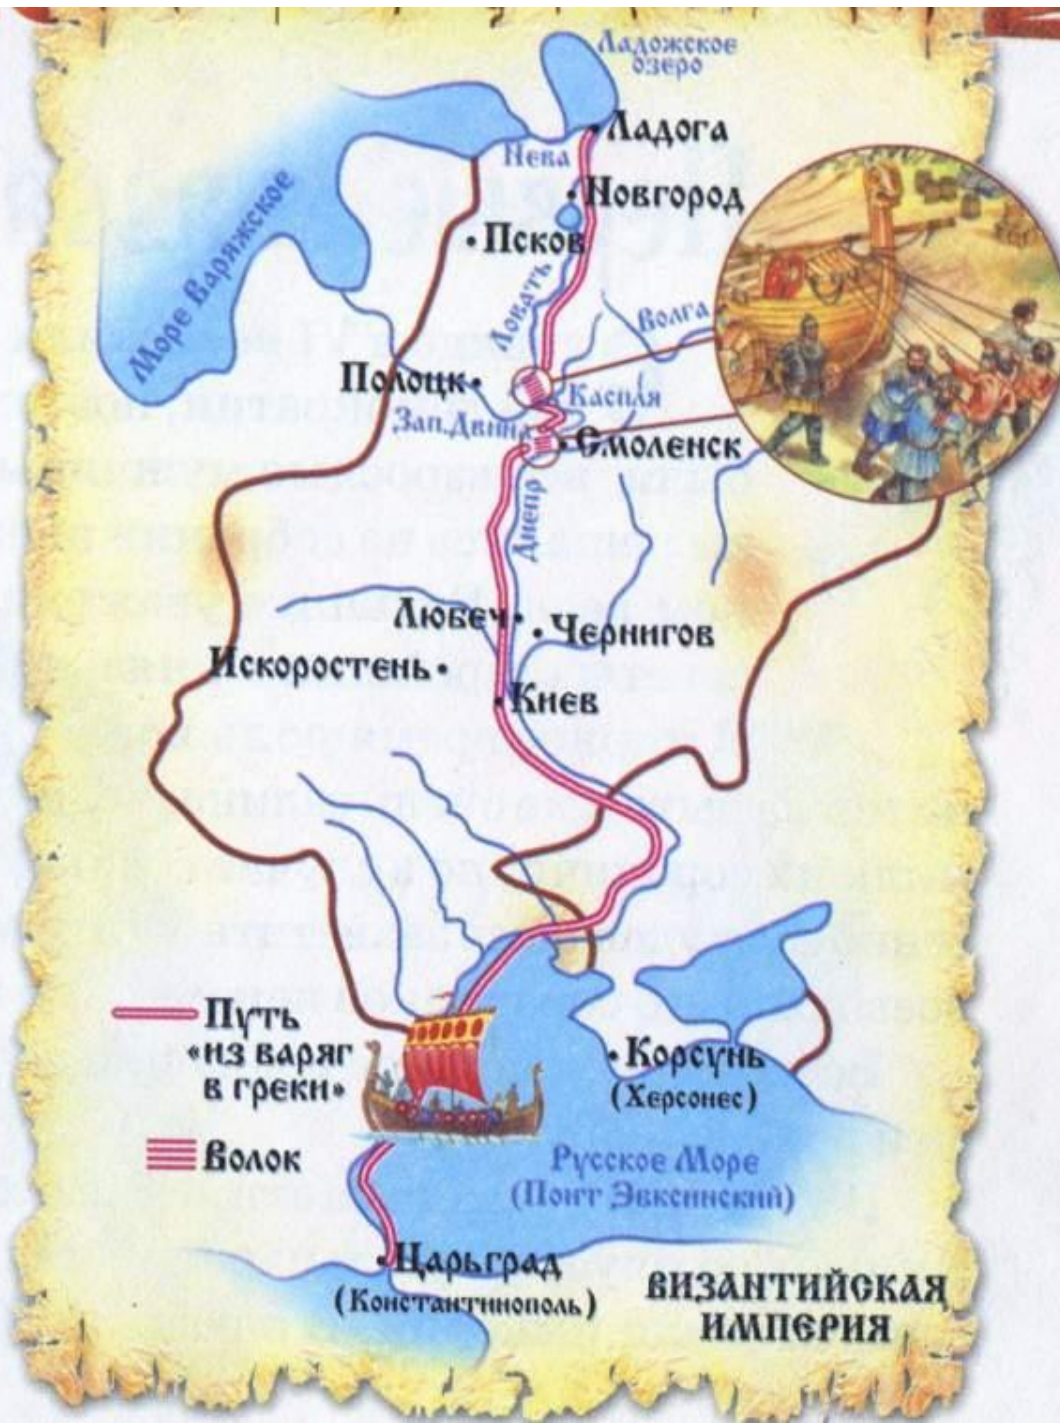 Ладожское
озеро
Ладога
Нева
Новгород
Море Варяжское
Псков
Ловать
Волга
Полоцк
Каспля
Зап.Двина
Смоленск
Днепр
Любеч
Чернигов
Искоростень
Киев
Путь
«из варяг
в греки»
Волок
Корсунь
(Херсонес)
Русское Море
(Понт Эвксинский)
Царьград
(Константинополь)
ВИЗАНТИЙСКАЯ
ИМПЕРИЯ